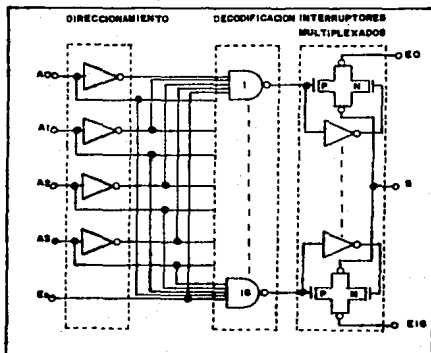 DIRECCIONAMIENTO
DECODIFICACION INTERRUPTORES
MULTIPLEXADOS
A0
A1
A2
A3
En
1
16
P N
P N
E0
S
E16